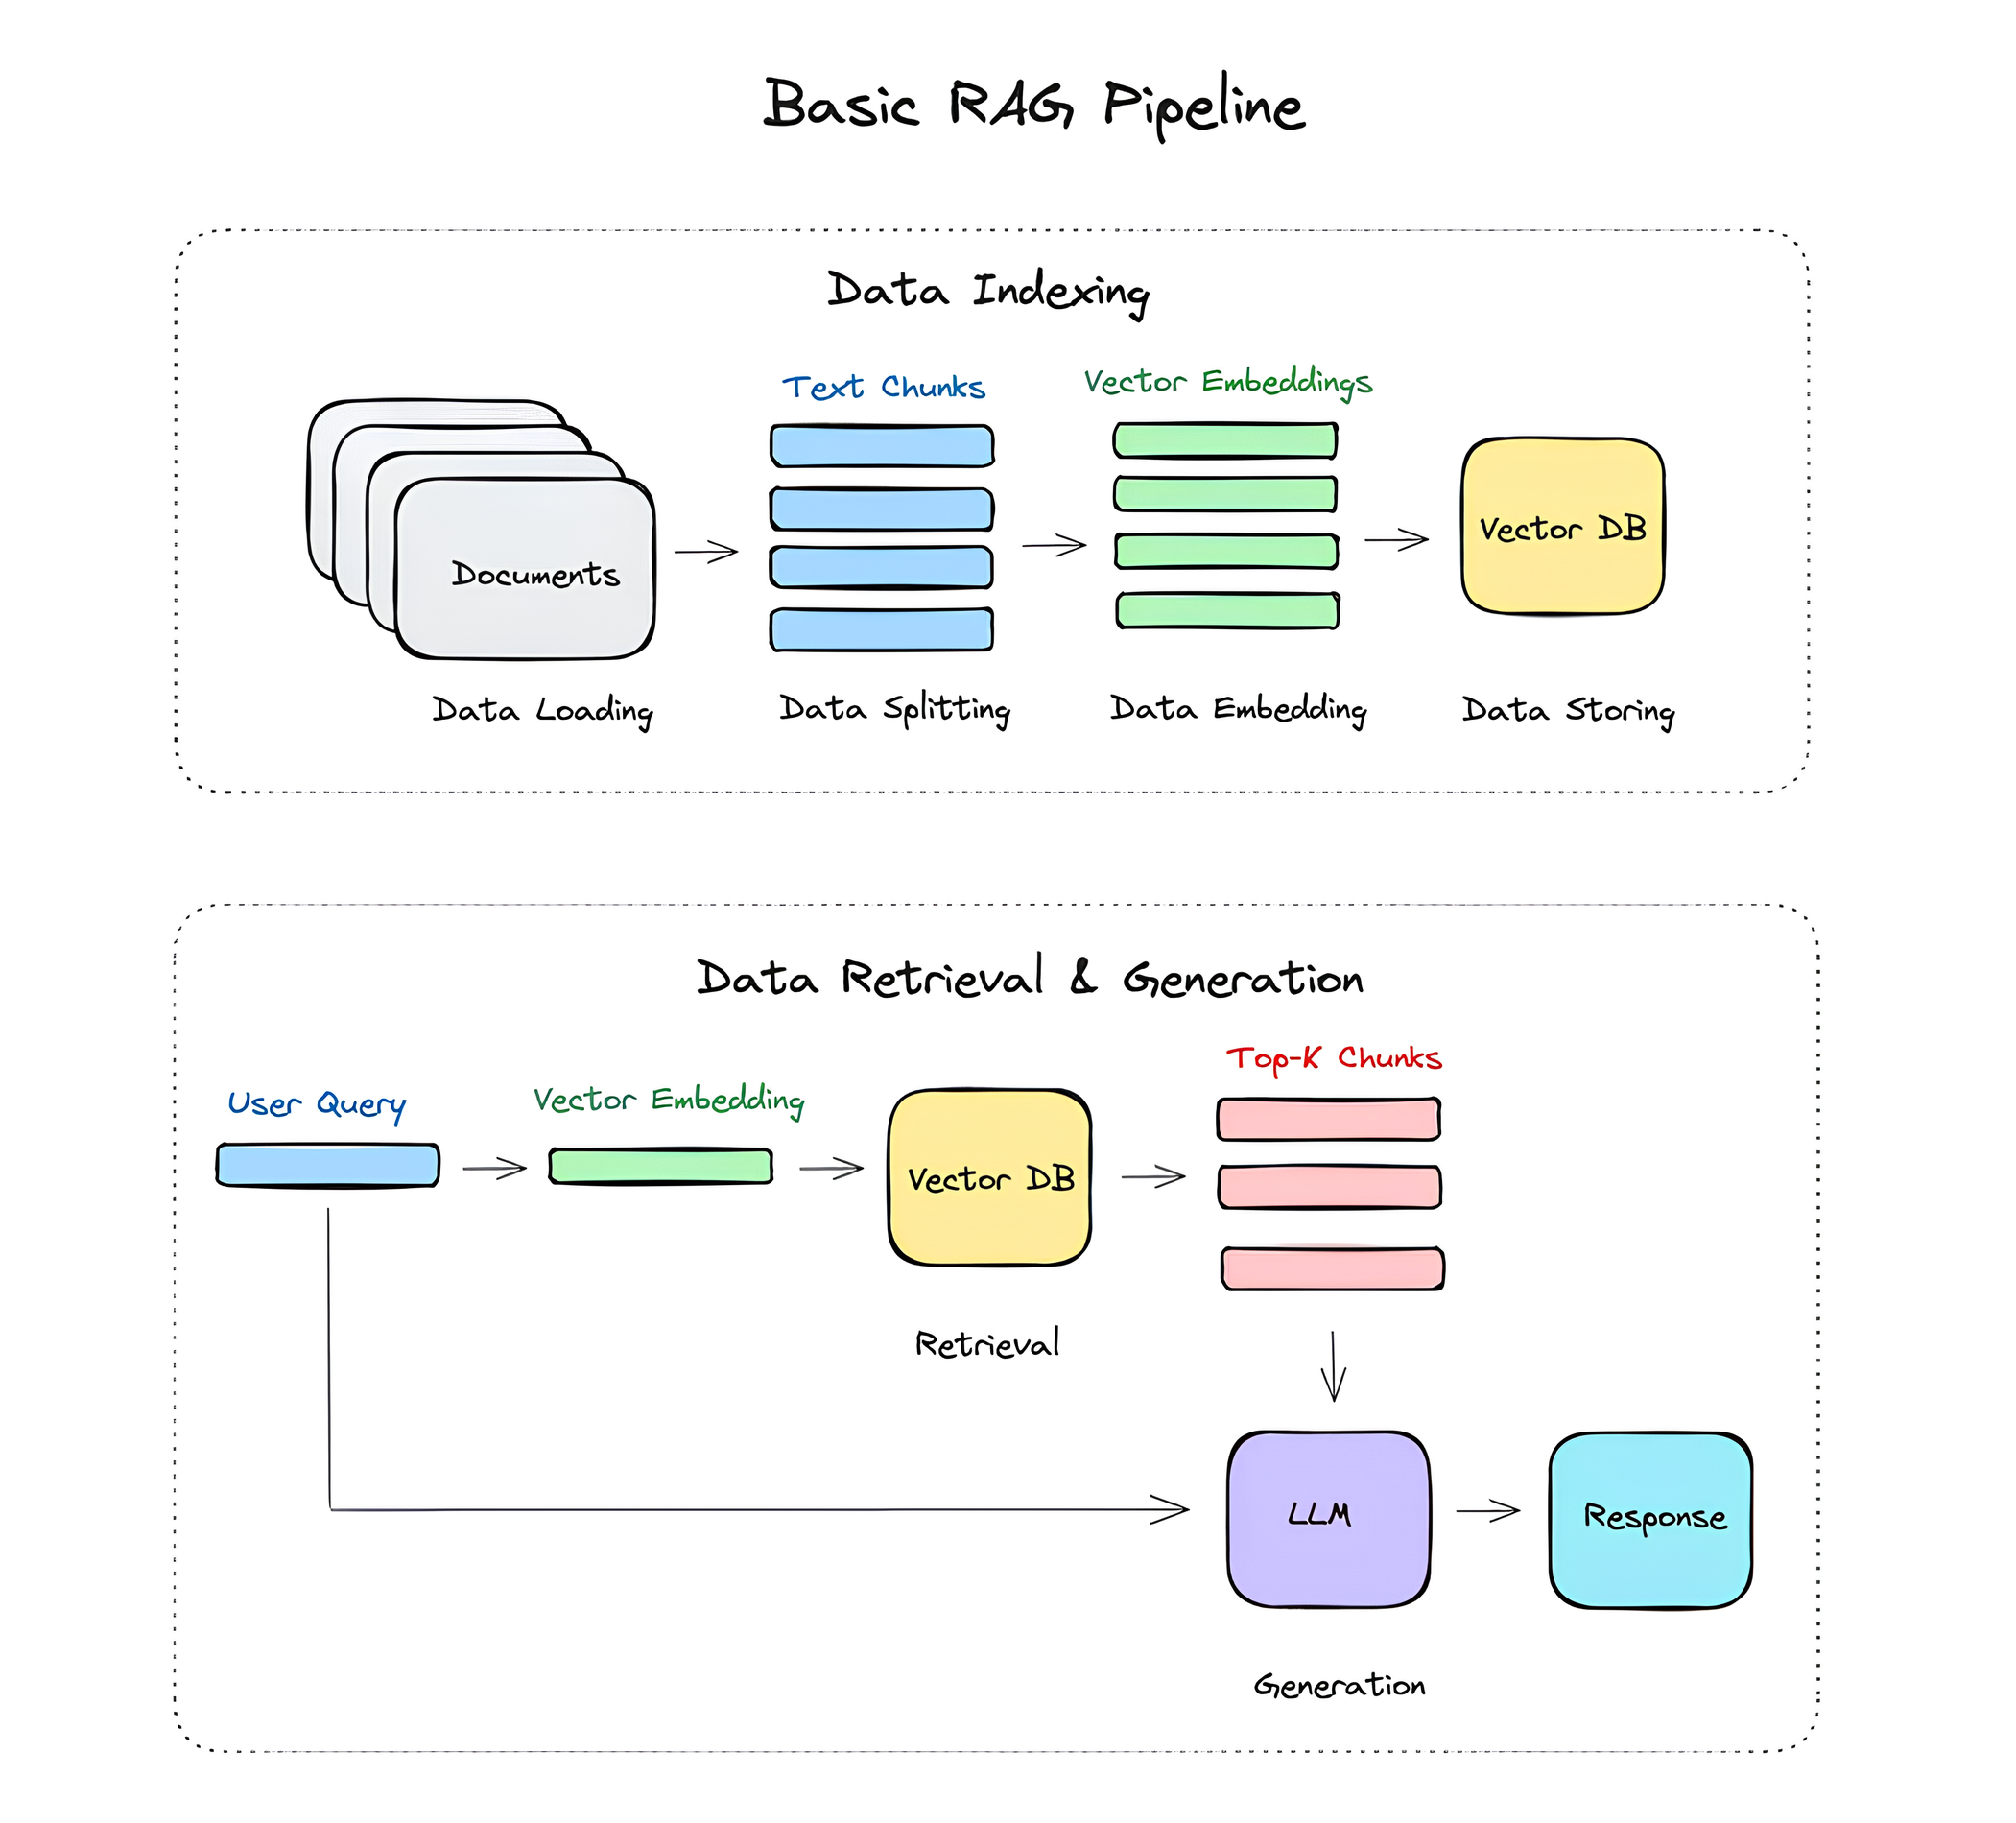 Basic RAG Pipeline
Data Indexing
Text Chunks
Vector Embeddings
Documents
Vector DB
Data Loading
Data Splitting
Data Embedding
Data Storing
Data Retrieval & Generation
User Query
Vector Embedding
Top-K Chunks
Vector DB
Retrieval
LLM
Response
Generation